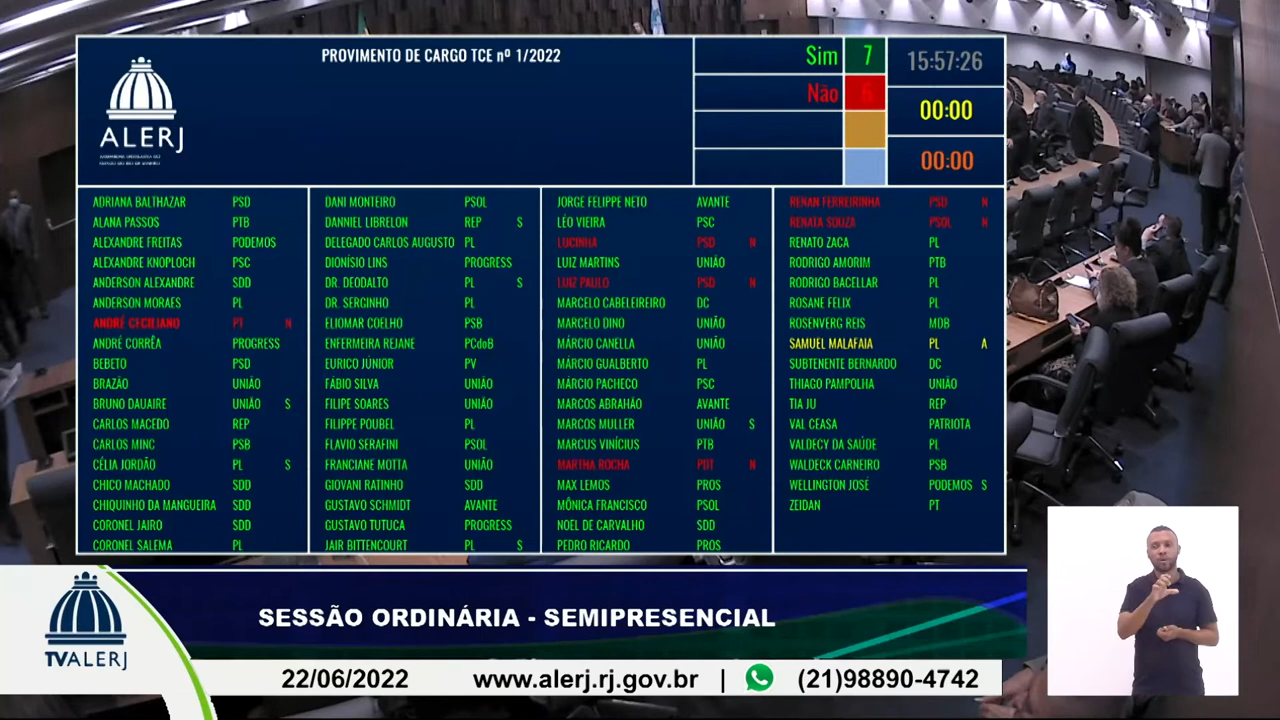 PROVIMENTO DE CARGO TCE nº 1/2022
Sim 7
Não 6
15:57:26
00:00
00:00
ALERJ
ADRIANA BALTHAZAR PSD
ALANA PASSOS PTB
ALEXANDRE FREITAS PODEMOS
ALEXANDRE KNOPLOCH PSC
ANDERSON ALEXANDRE SDD
ANDERSON MORAES PL
ANDRÉ CECILIANO PT N
ANDRÉ CORRÊA PROGRESS
BEBETO PSD
BRAZÃO UNIÃO
BRUNO DAUAIRE UNIÃO S
CARLOS MACEDO REP
CARLOS MINC PSB
CÉLIA JORDÃO PL S
CHICO MACHADO SDD
CHIQUINHO DA MANGUEIRA SDD
CORONEL JAIRO SDD
CORONEL SALEMA PL
DANI MONTEIRO PSOL
DANNIEL LIBRELON REP S
DELEGADO CARLOS AUGUSTO PL
DIONÍSIO LINS PROGRESS
DR. DEODALTO PL S
DR. SERGINHO PL
ELIOMAR COELHO PSB
ENFERMEIRA REJANE PCdoB
EURICO JÚNIOR PV
FÁBIO SILVA UNIÃO
FILIPE SOARES UNIÃO
FILIPPE POUBEL PL
FLAVIO SERAFINI PSOL
FRANCIANE MOTTA UNIÃO
GIOVANI RATINHO SDD
GUSTAVO SCHMIDT AVANTE
GUSTAVO TUTUCA PROGRESS
JAIR BITTENCOURT PL S
JORGE FELIPPE NETO AVANTE
LÉO VIEIRA PSC
LUCINHA PSD N
LUIZ MARTINS UNIÃO
LUIZ PAULO PSD N
MARCELO CABELEIREIRO DC
MARCELO DINO UNIÃO
MÁRCIO CANELLA UNIÃO
MÁRCIO GUALBERTO PL
MÁRCIO PACHECO PSC
MARCOS ABRAHÃO AVANTE
MARCOS MULLER UNIÃO S
MARCUS VINÍCIUS PTB
MARTHA ROCHA PDT N
MAX LEMOS PROS
MÔNICA FRANCISCO PSOL
NOEL DE CARVALHO SDD
PEDRO RICARDO PROS
RENAN FERREIRINHA PSD N
RENATA SOUZA PSOL N
RENATO ZACA PL
RODRIGO AMORIM PTB
RODRIGO BACELLAR PL
ROSANE FELIX PL
ROSENVERG REIS MDB
SAMUEL MALAFAIA PL A
SUBTENENTE BERNARDO DC
THIAGO PAMPOLHA UNIÃO
TIA JU REP
VAL CEASA PATRIOTA
VALDECY DA SAÚDE PL
WALDECK CARNEIRO PSB
WELLINGTON JOSÉ PODEMOS S
ZEIDAN PT
SESSÃO ORDINÁRIA - SEMIPRESENCIAL
TVALERJ
22/06/2022 www.alerj.rj.gov.br | (21)98890-4742